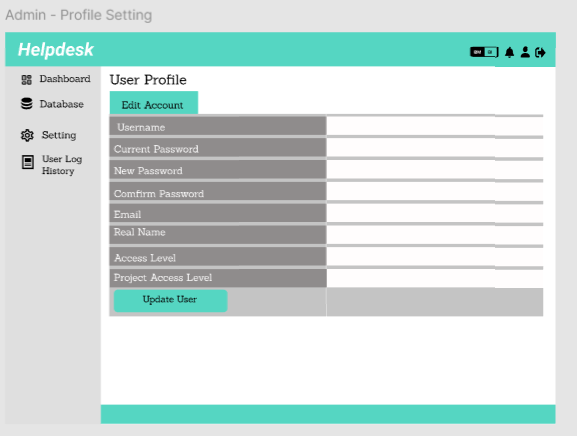 Admin - Profile Setting
Helpdesk
Dashboard
Database
Setting
User Log
History
User Profile
Edit Account
Username
Current Password
New Password
Comfirm Password
Email
Real Name
Access Level
Project Access Level
Update User